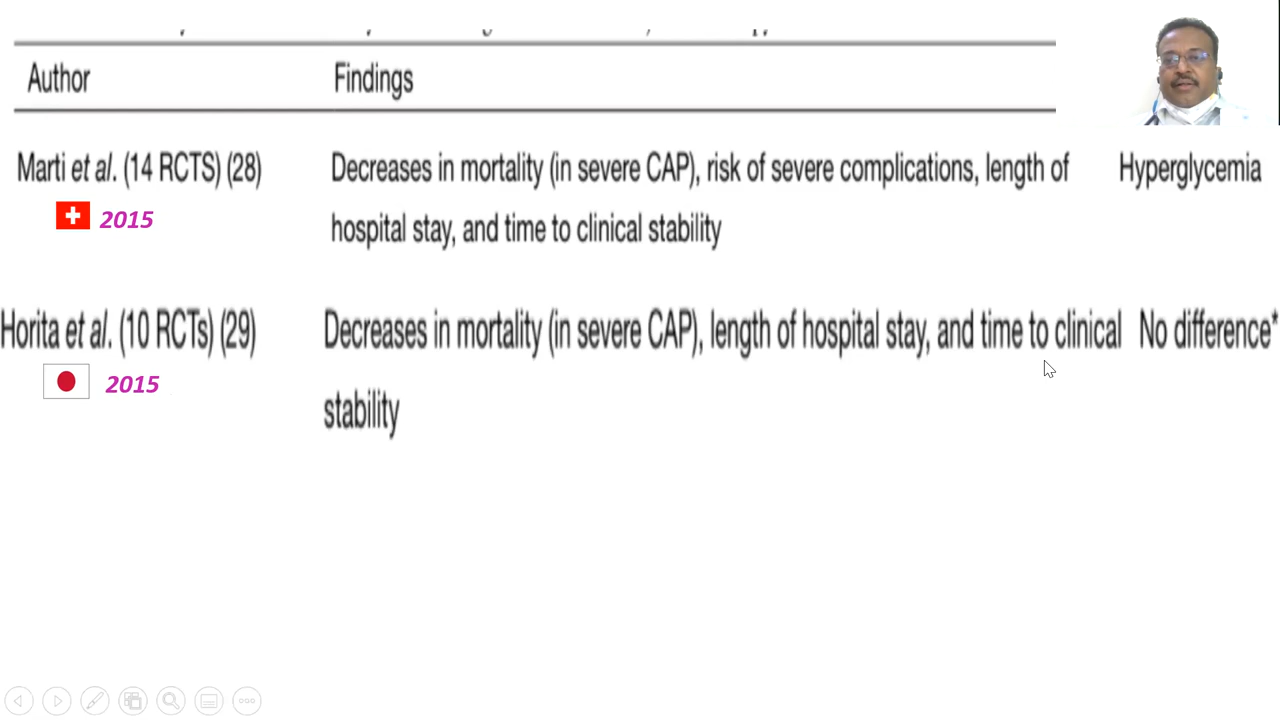 Author Findings
Marti et al. (14 RCTS) (28) Decreases in mortality (in severe CAP), risk of severe complications, length of Hyperglycemia
2015 hospital stay, and time to clinical stability
Horita et al. (10 RCTs) (29) Decreases in mortality (in severe CAP), length of hospital stay, and time to clinical No difference*
2015
stability